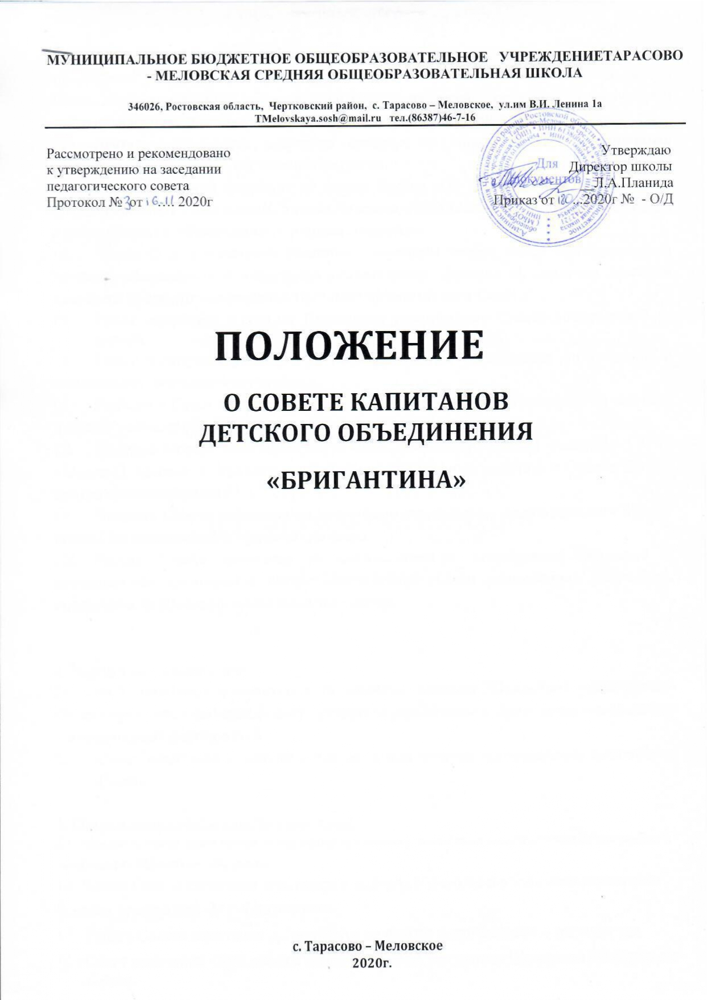 МУНИЦИПАЛЬНОЕ БЮДЖЕТНОЕ ОБЩЕОБРАЗОВАТЕЛЬНОЕ УЧРЕЖДЕНИЕТАРАСОВО
- МЕЛОВСКАЯ СРЕДНЯЯ ОБЩЕОБРАЗОВАТЕЛЬНАЯ ШКОЛА
346026, Ростовская область, Чертковский район, с. Тарасово – Меловское, ул.им В.И. Ленина 1а
TMelovskaya.sosh@mail.ru тел.(86387)46-7-16
Рассмотрено и рекомендовано
к утверждению на заседании
педагогического совета
Протокол № 3 от 16.11 .... 2020г
Утверждаю
Директор школы
Л.А.Планида
Приказ от ...2020г № - О/Д
Для
документов
ПОЛОЖЕНИЕ
О СОВЕТЕ КАПИТАНОВ
ДЕТСКОГО ОБЪЕДИНЕНИЯ
«БРИГАНТИНА»
с. Тарасово – Меловское
2020г.